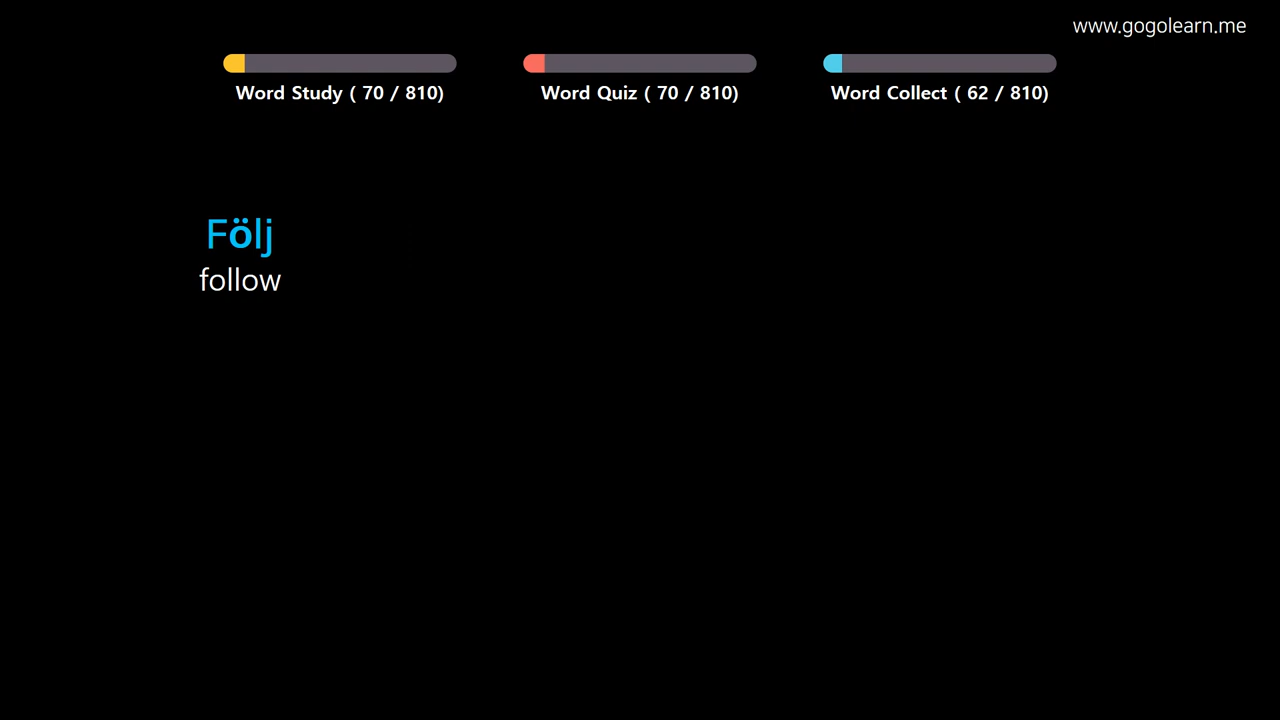 www.gogolearn.me
Word Study ( 70 / 810)
Word Quiz ( 70 / 810)
Word Collect ( 62 / 810)
Följ
follow